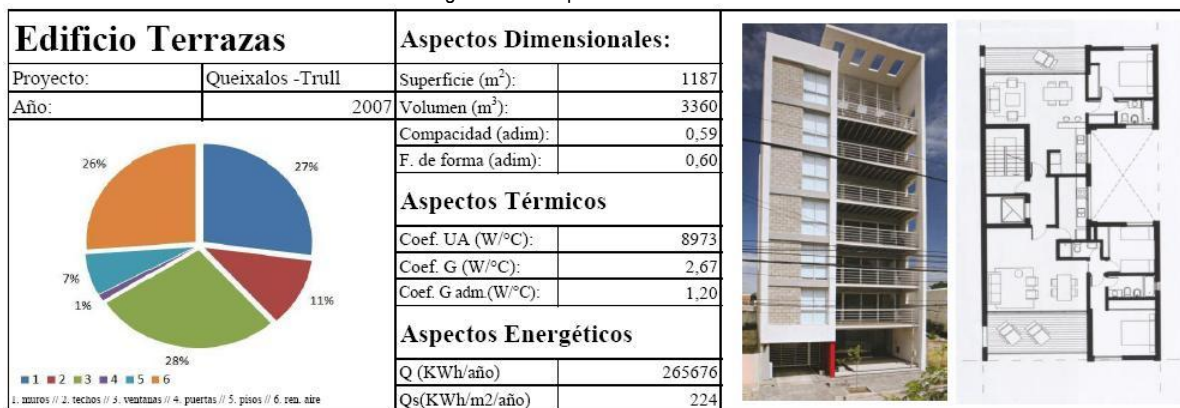 Edificio Terrazas
Proyecto: Queixalos -Trull
Año: 2007
26%
27%
7%
1%
11%
28%
1 2 3 4 5 6
1. muros // 2. techos // 3. ventanas // 4. puertas // 5. pisos // 6. ren. aire
Aspectos Dimensionales:
Superficie (m²): 1187
Volumen (m³): 3360
Compacidad (adim): 0,59
F. de forma (adim): 0,60
Aspectos Térmicos
Coef. UA (W/°C): 8973
Coef. G (W/°C): 2,67
Coef. G adm.(W/°C): 1,20
Aspectos Energéticos
Q (KWh/año) 265676
Qs(KWh/m2/año) 224